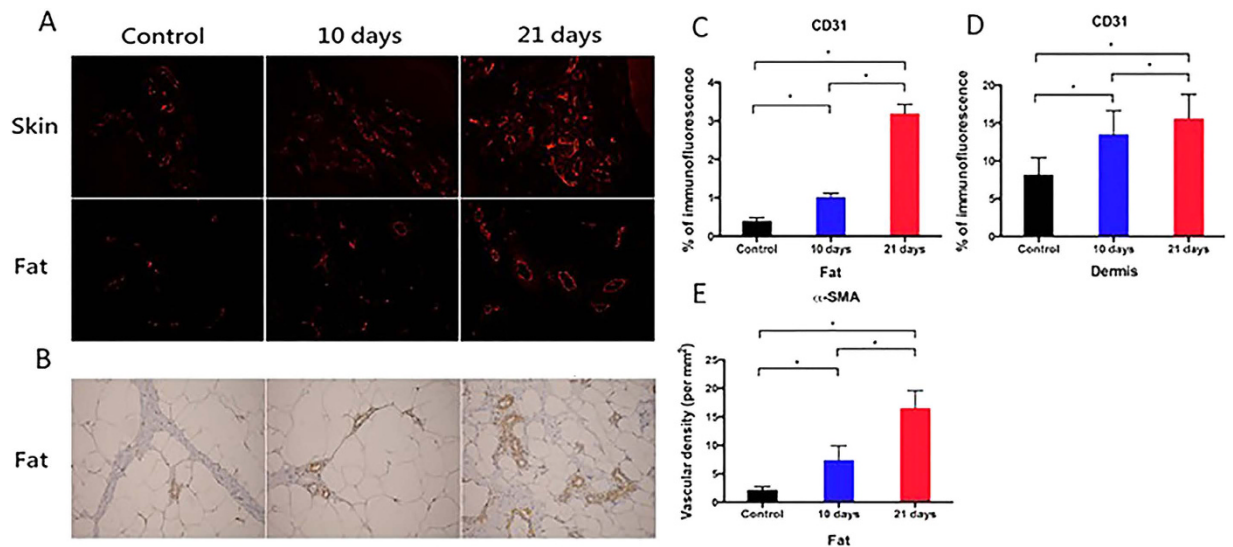 A
Control 10 days 21 days
Skin
Fat
B
Fat
C
CD31
% of immunofluorescence
4
3
2
1
0
* * *
Control 10 days 21 days
Fat
D
CD31
% of immunofluorescence
20
15
10
5
0
* * *
Control 10 days 21 days
Dermis
E
α-SMA
Vascular density (per mm²)
25
20
15
10
5
0
* * *
Control 10 days 21 days
Fat